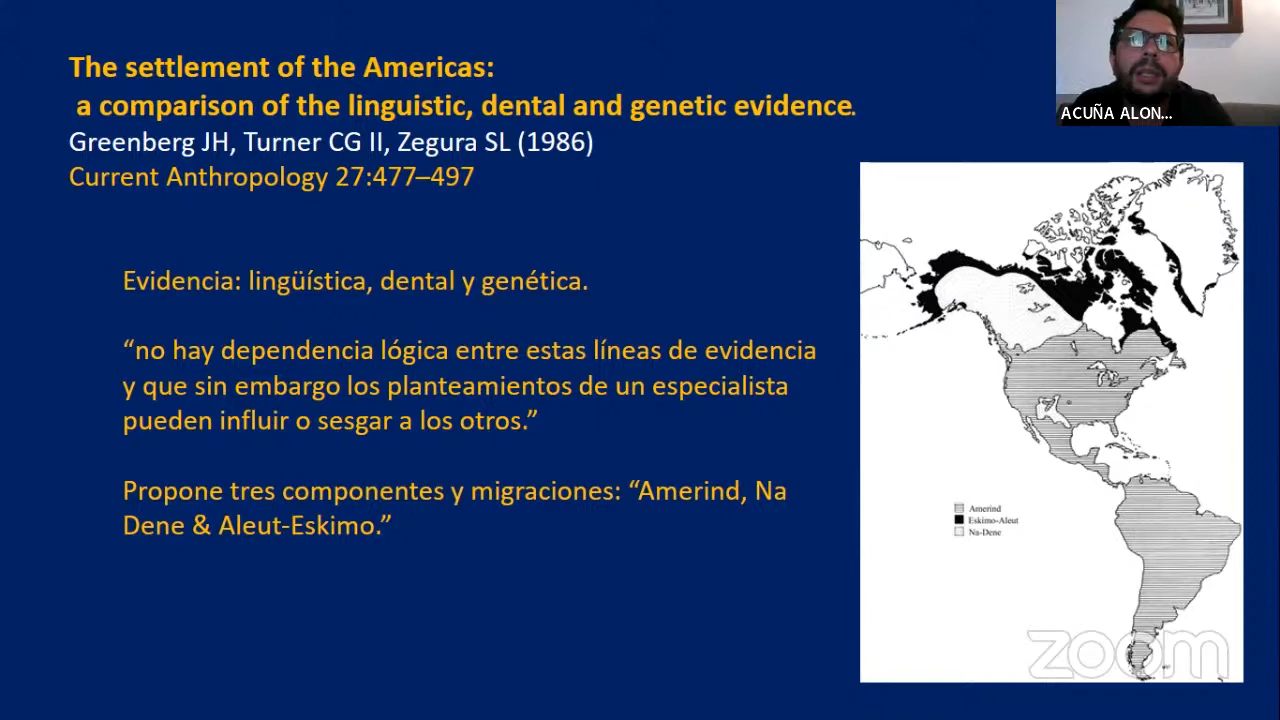 The settlement of the Americas:
a comparison of the linguistic, dental and genetic evidence.
Greenberg JH, Turner CG II, Zegura SL (1986)
Current Anthropology 27:477–497
ACUÑA ALON...
Evidencia: lingüística, dental y genética.
“no hay dependencia lógica entre estas líneas de evidencia
y que sin embargo los planteamientos de un especialista
pueden influir o sesgar a los otros.”
Propone tres componentes y migraciones: “Amerind, Na
Dene & Aleut-Eskimo.”
Amerind
Eskimo-Aleut
Na-Dene
zoom